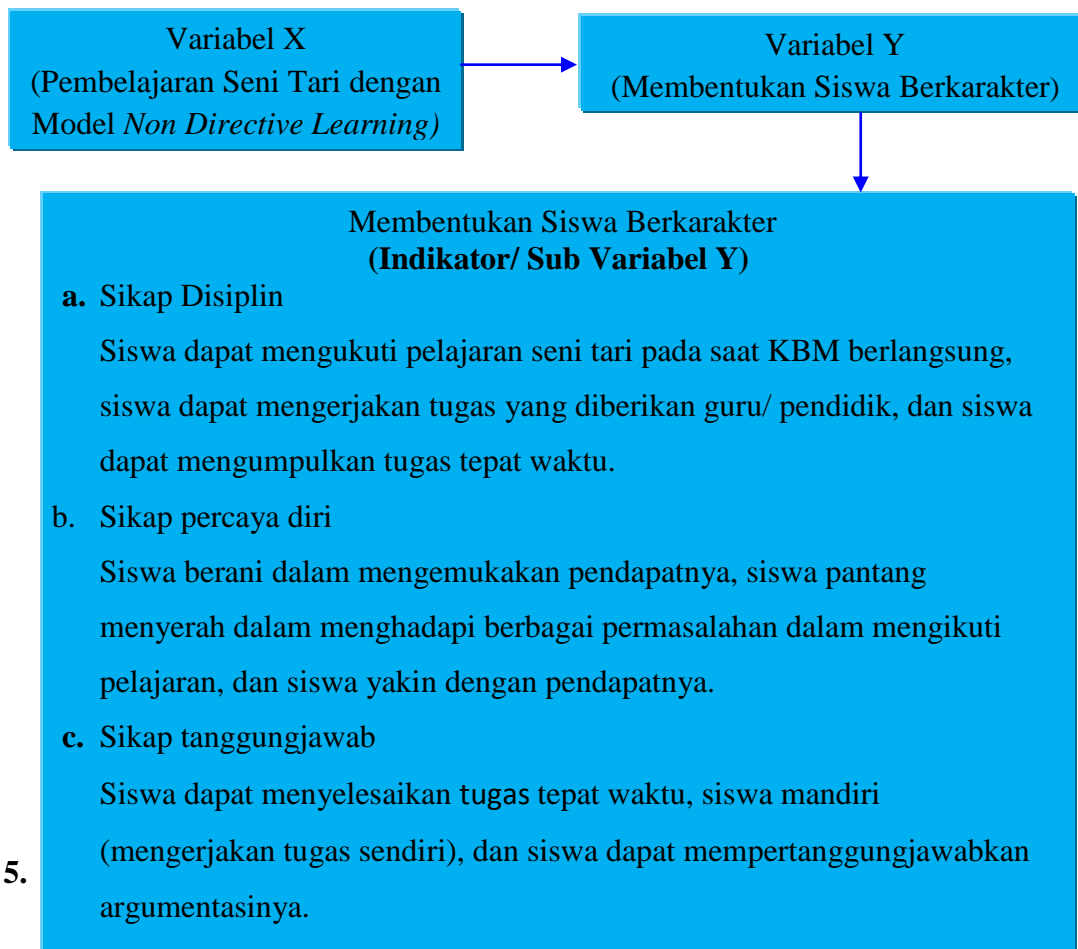 Variabel X
(Pembelajaran Seni Tari dengan
Model Non Directive Learning)
Variabel Y
(Membentukan Siswa Berkarakter)
Membentukan Siswa Berkarakter
(Indikator/ Sub Variabel Y)
a. Sikap Disiplin
Siswa dapat mengukuti pelajaran seni tari pada saat KBM berlangsung,
siswa dapat mengerjakan tugas yang diberikan guru/ pendidik, dan siswa
dapat mengumpulkan tugas tepat waktu.
b. Sikap percaya diri
Siswa berani dalam mengemukakan pendapatnya, siswa pantang
menyerah dalam menghadapi berbagai permasalahan dalam mengikuti
pelajaran, dan siswa yakin dengan pendapatnya.
c. Sikap tanggungjawab
Siswa dapat menyelesaikan tugas tepat waktu, siswa mandiri
(mengerjakan tugas sendiri), dan siswa dapat mempertanggungjawabkan
5.
argumentasinya.